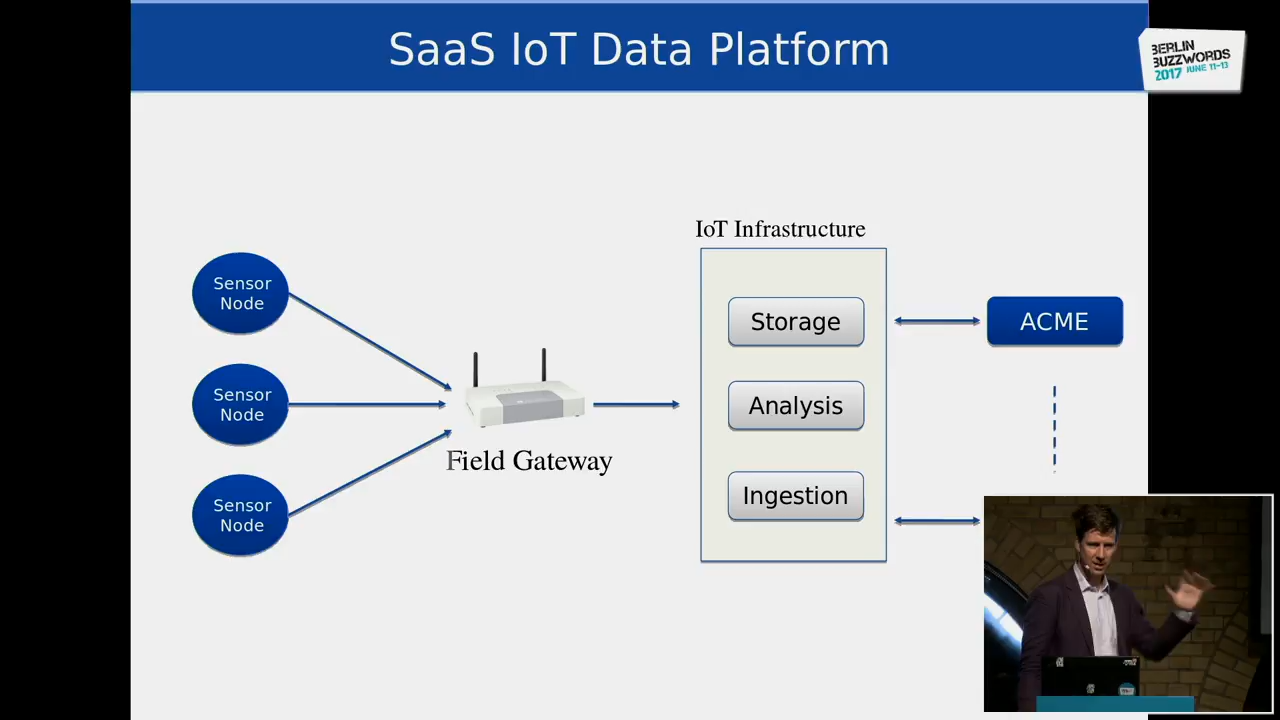 SaaS IoT Data Platform
BERLIN
BUZZWORDS
2017 JUNE 11-13
IoT Infrastructure
Sensor
Node
Sensor
Node
Sensor
Node
Field Gateway
Storage
Analysis
Ingestion
ACME